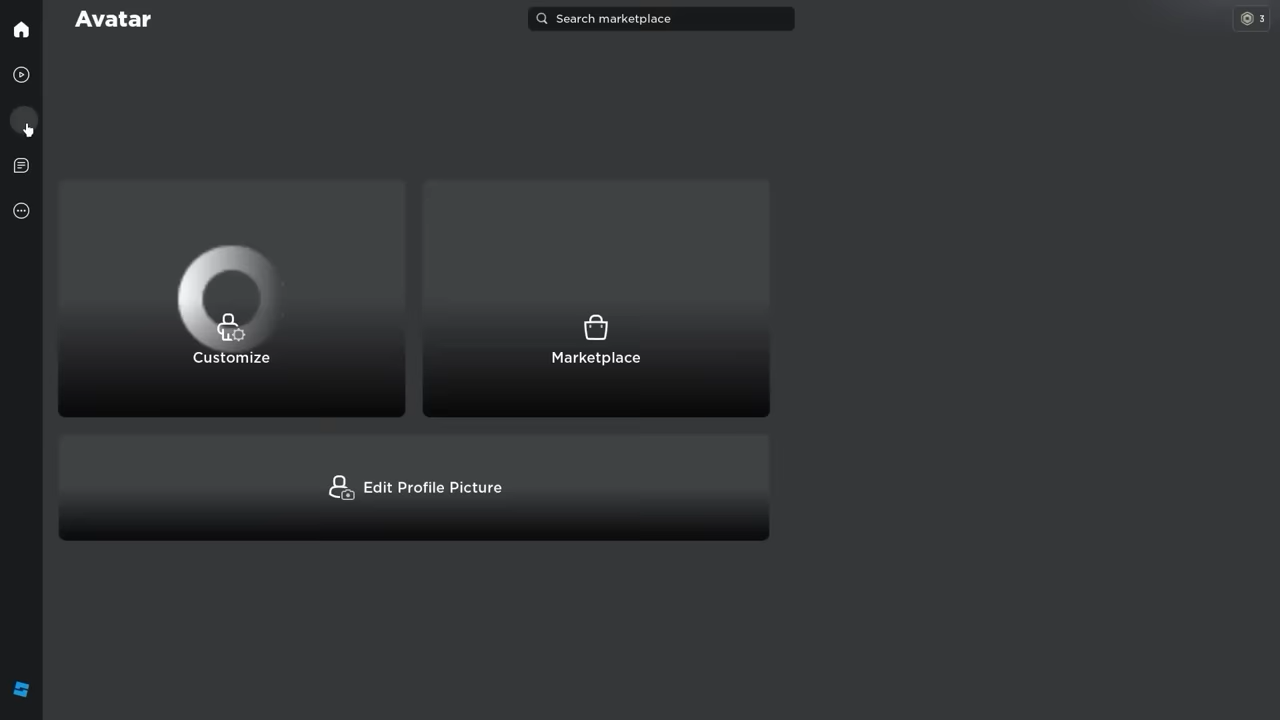 Avatar
Search marketplace
3
Customize
Marketplace
Edit Profile Picture